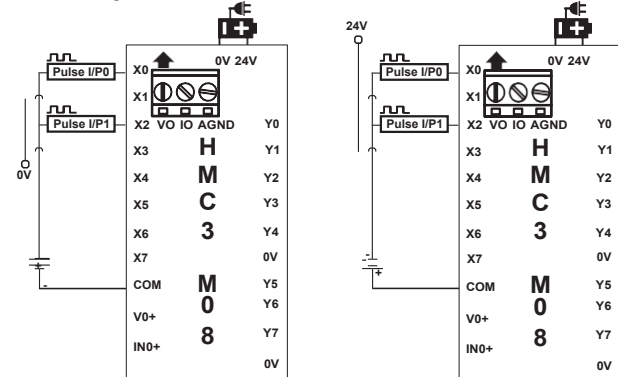 0V 24V
Pulse I/P0
X0
X1
Pulse I/P1
X2 VO IO AGND Y0
X3 H Y1
0V
X4 M Y2
X5 C Y3
X6 3 Y4
X7 0V
+
-
COM M Y5
0 Y6
V0+
8 Y7
IN0+
0V
24V
0V 24V
Pulse I/P0
X0
X1
Pulse I/P1
X2 VO IO AGND Y0
X3 H Y1
X4 M Y2
X5 C Y3
X6 3 Y4
X7 0V
-
+
COM M Y5
0 Y6
V0+
8 Y7
IN0+
0V